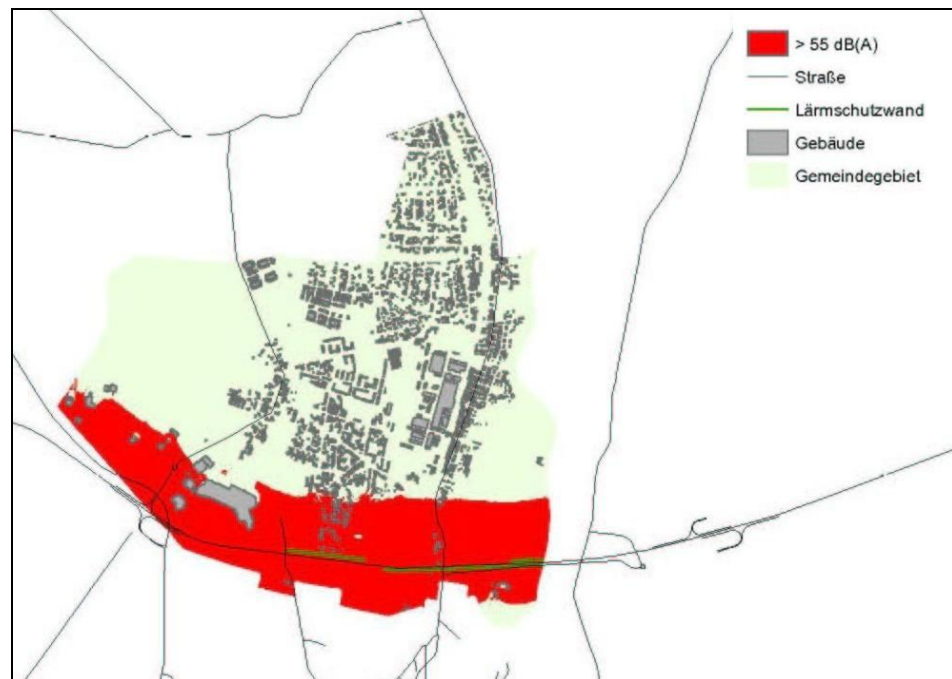 > 55 dB(A)
Straße
Lärmschutzwand
Gebäude
Gemeindegebiet